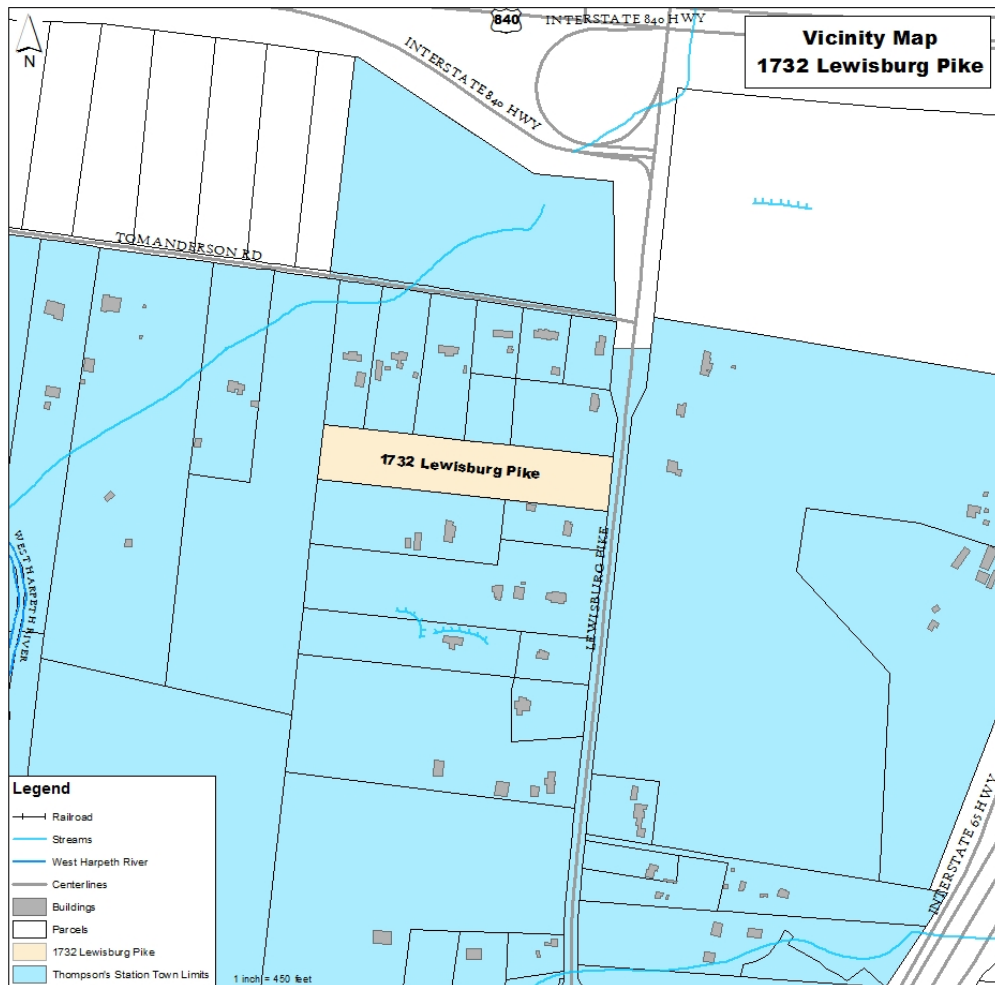 840
INTERSTATE 840 HWY
Vicinity Map
1732 Lewisburg Pike
N
INTERSTATE 840 HWY
TOM ANDERSON RD
1732 Lewisburg Pike
LEWISBURG PIKE
WEST HARPETH RIVER
INTERSTATE 65 HWY
Legend
Railroad
Streams
West Harpeth River
Centerlines
Buildings
Parcels
1732 Lewisburg Pike
Thompson's Station Town Limits
1 inch = 450 feet